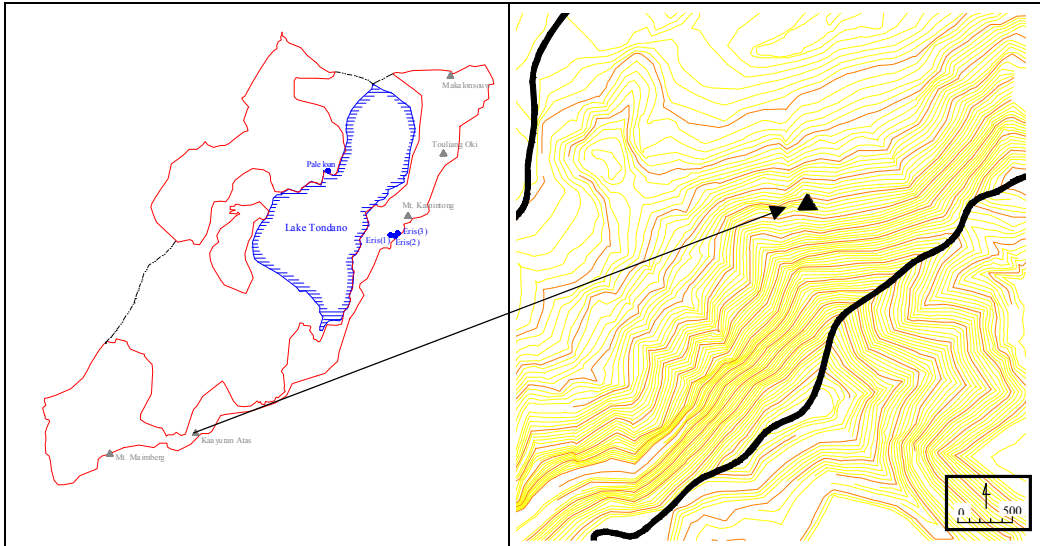 Makalonsouw
Touliang Oki
Paleloan
Mt. Kamintong
Lake Tondano
Eris(3)
Eris(1)
Eris(2)
Kaayuran Atas
Mt. Maimberg
0 500